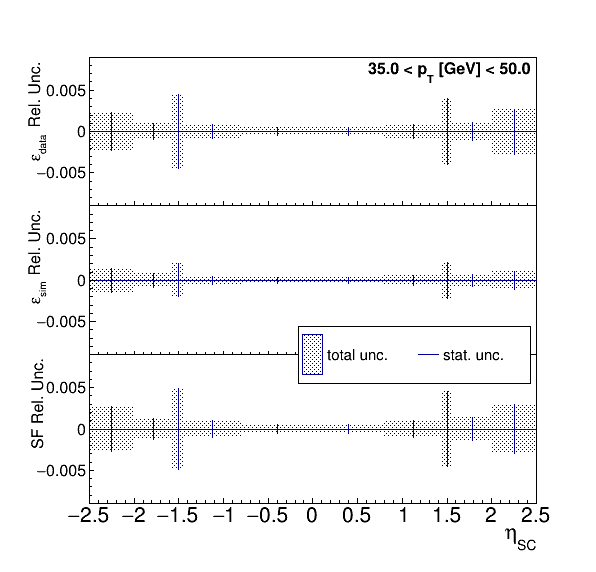 35.0 < p_T [GeV] < 50.0
ε_data Rel. Unc.
0.005
0
−0.005
ε_sim Rel. Unc.
0.005
0
−0.005
total unc.
stat. unc.
SF Rel. Unc.
0.005
0
−0.005
−2.5 −2 −1.5 −1 −0.5 0 0.5 1 1.5 2 2.5
η_SC